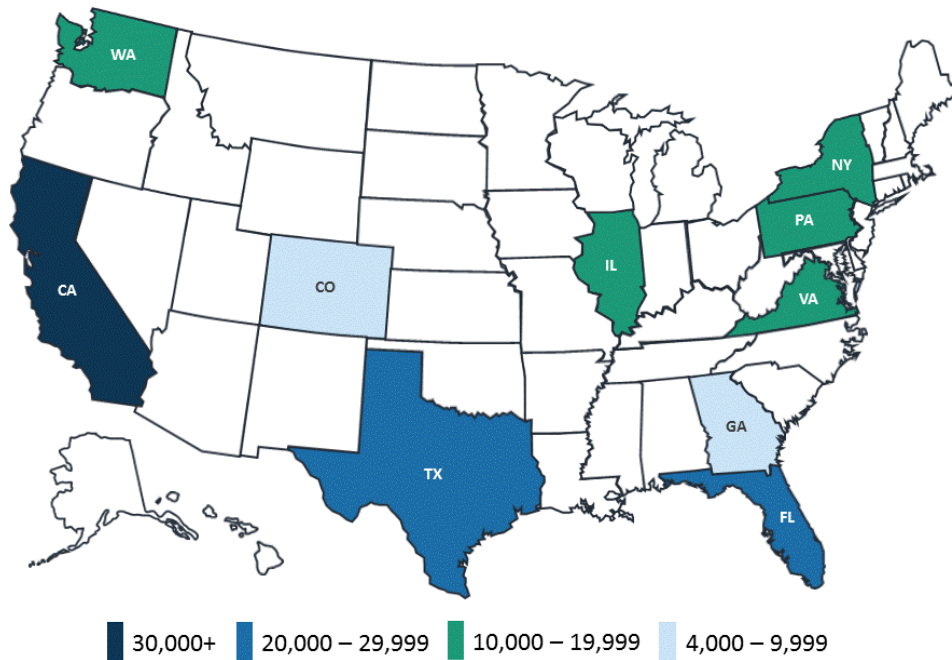 WA
NY
PA
IL
CO
CA
VA
GA
TX
FL
30,000+ 20,000 – 29,999 10,000 – 19,999 4,000 – 9,999